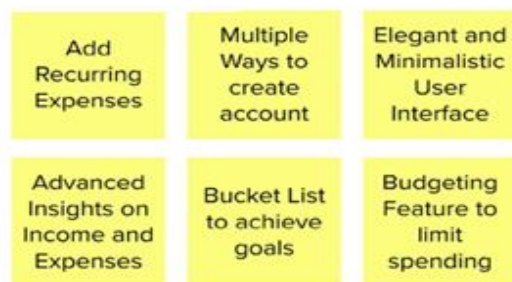 Add
Recurring
Expenses
Multiple
Ways to
create
account
Elegant and
Minimalistic
User
Interface
Advanced
Insights on
Income and
Expenses
Bucket List
to achieve
goals
Budgeting
Feature to
limit
spending